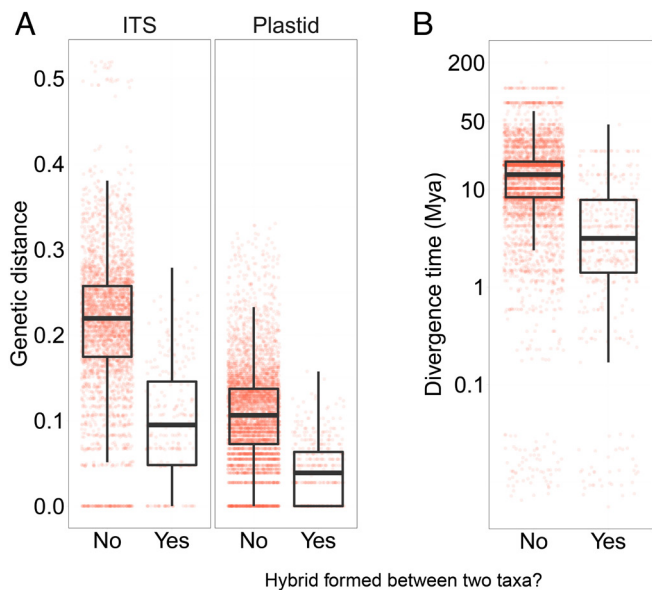 A
ITS
Plastid
Genetic distance
0.5
0.4
0.3
0.2
0.1
0.0
No
Yes
No
Yes
B
Divergence time (Mya)
200
50
10
1
0.1
No
Yes
Hybrid formed between two taxa?